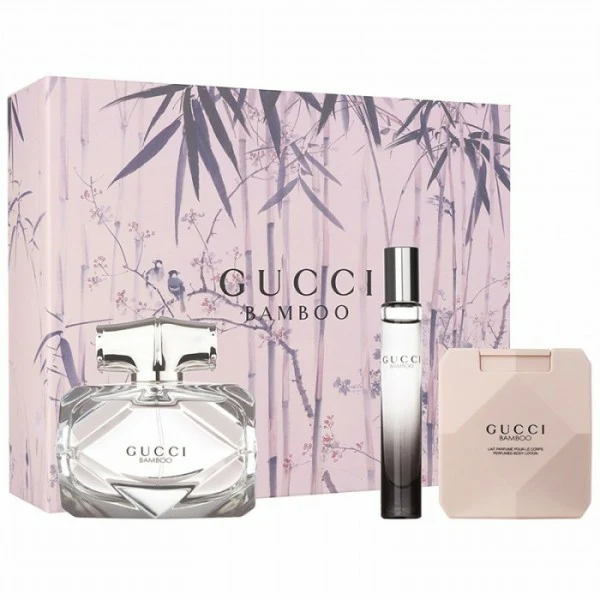 GUCCI
BAMBOO
GUCCI
BAMBOO
GUCCI
BAMBOO
GUCCI
BAMBOO
LAIT PARFUMÉ POUR LE CORPS
PERFUMED BODY LOTION